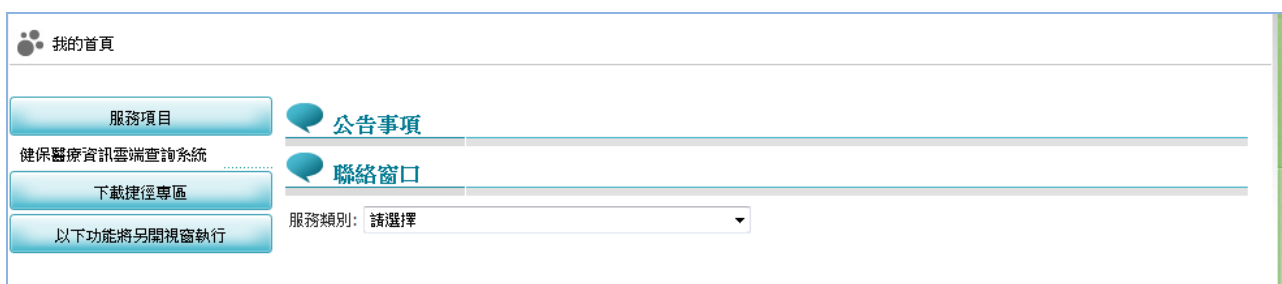 我的首頁
服務項目
健保醫療資訊雲端查詢系統
下載捷徑專區
以下功能將另開視窗執行
公告事項
聯絡窗口
服務類別: 請選擇